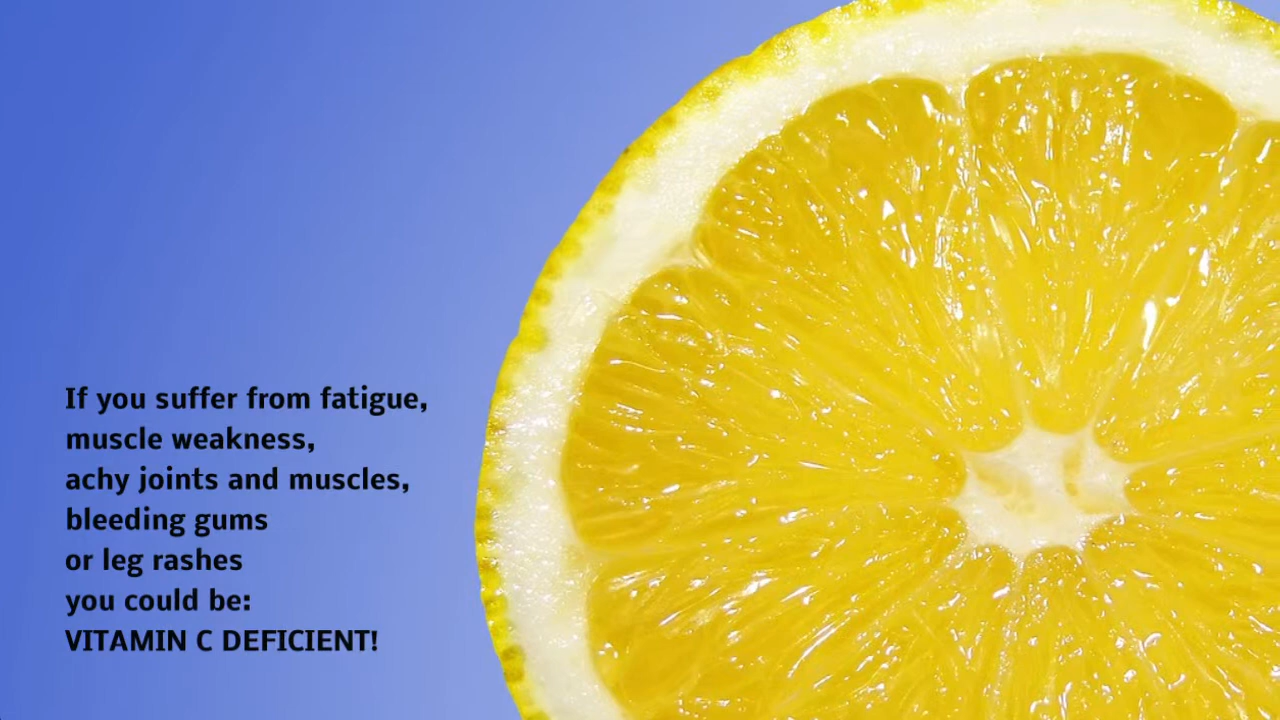 If you suffer from fatigue,
muscle weakness,
achy joints and muscles,
bleeding gums
or leg rashes
you could be:
VITAMIN C DEFICIENT!